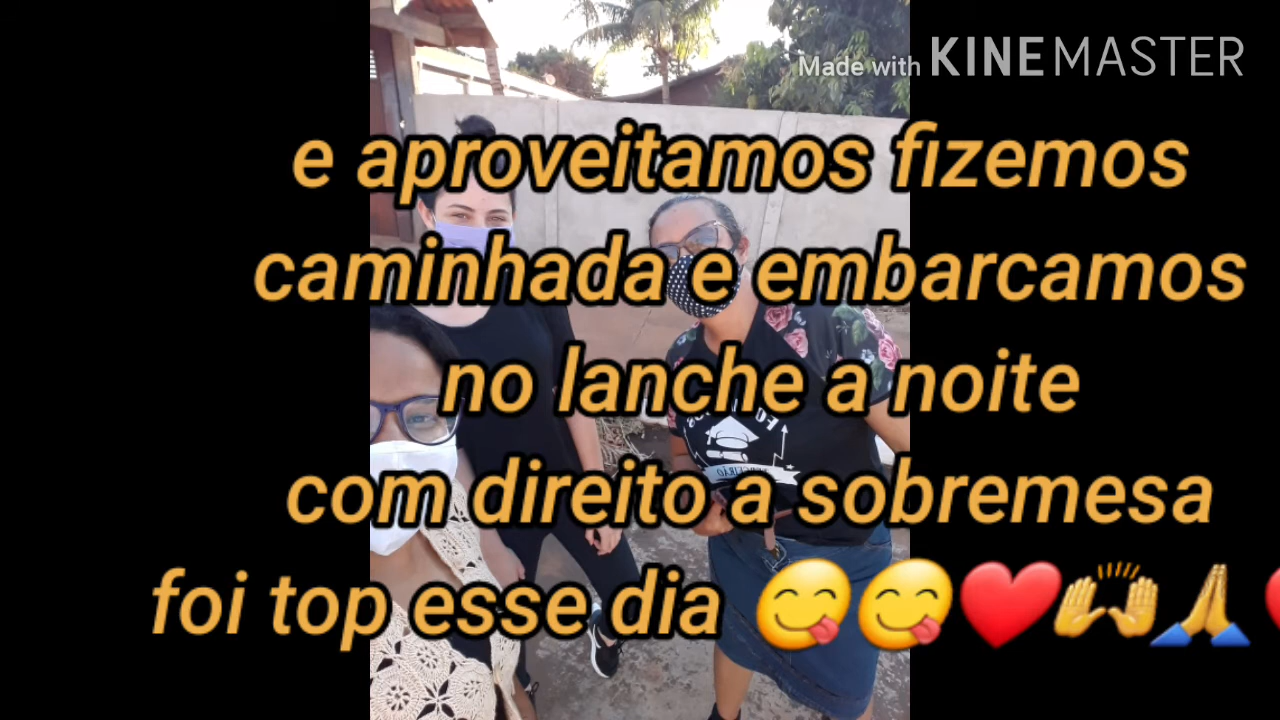 Made with KINEMASTER
e aproveitamos fizemos
caminhada e embarcamos
no lanche a noite
com direito a sobremesa
foi top esse dia 😋😋❤️🙌🙏❤️